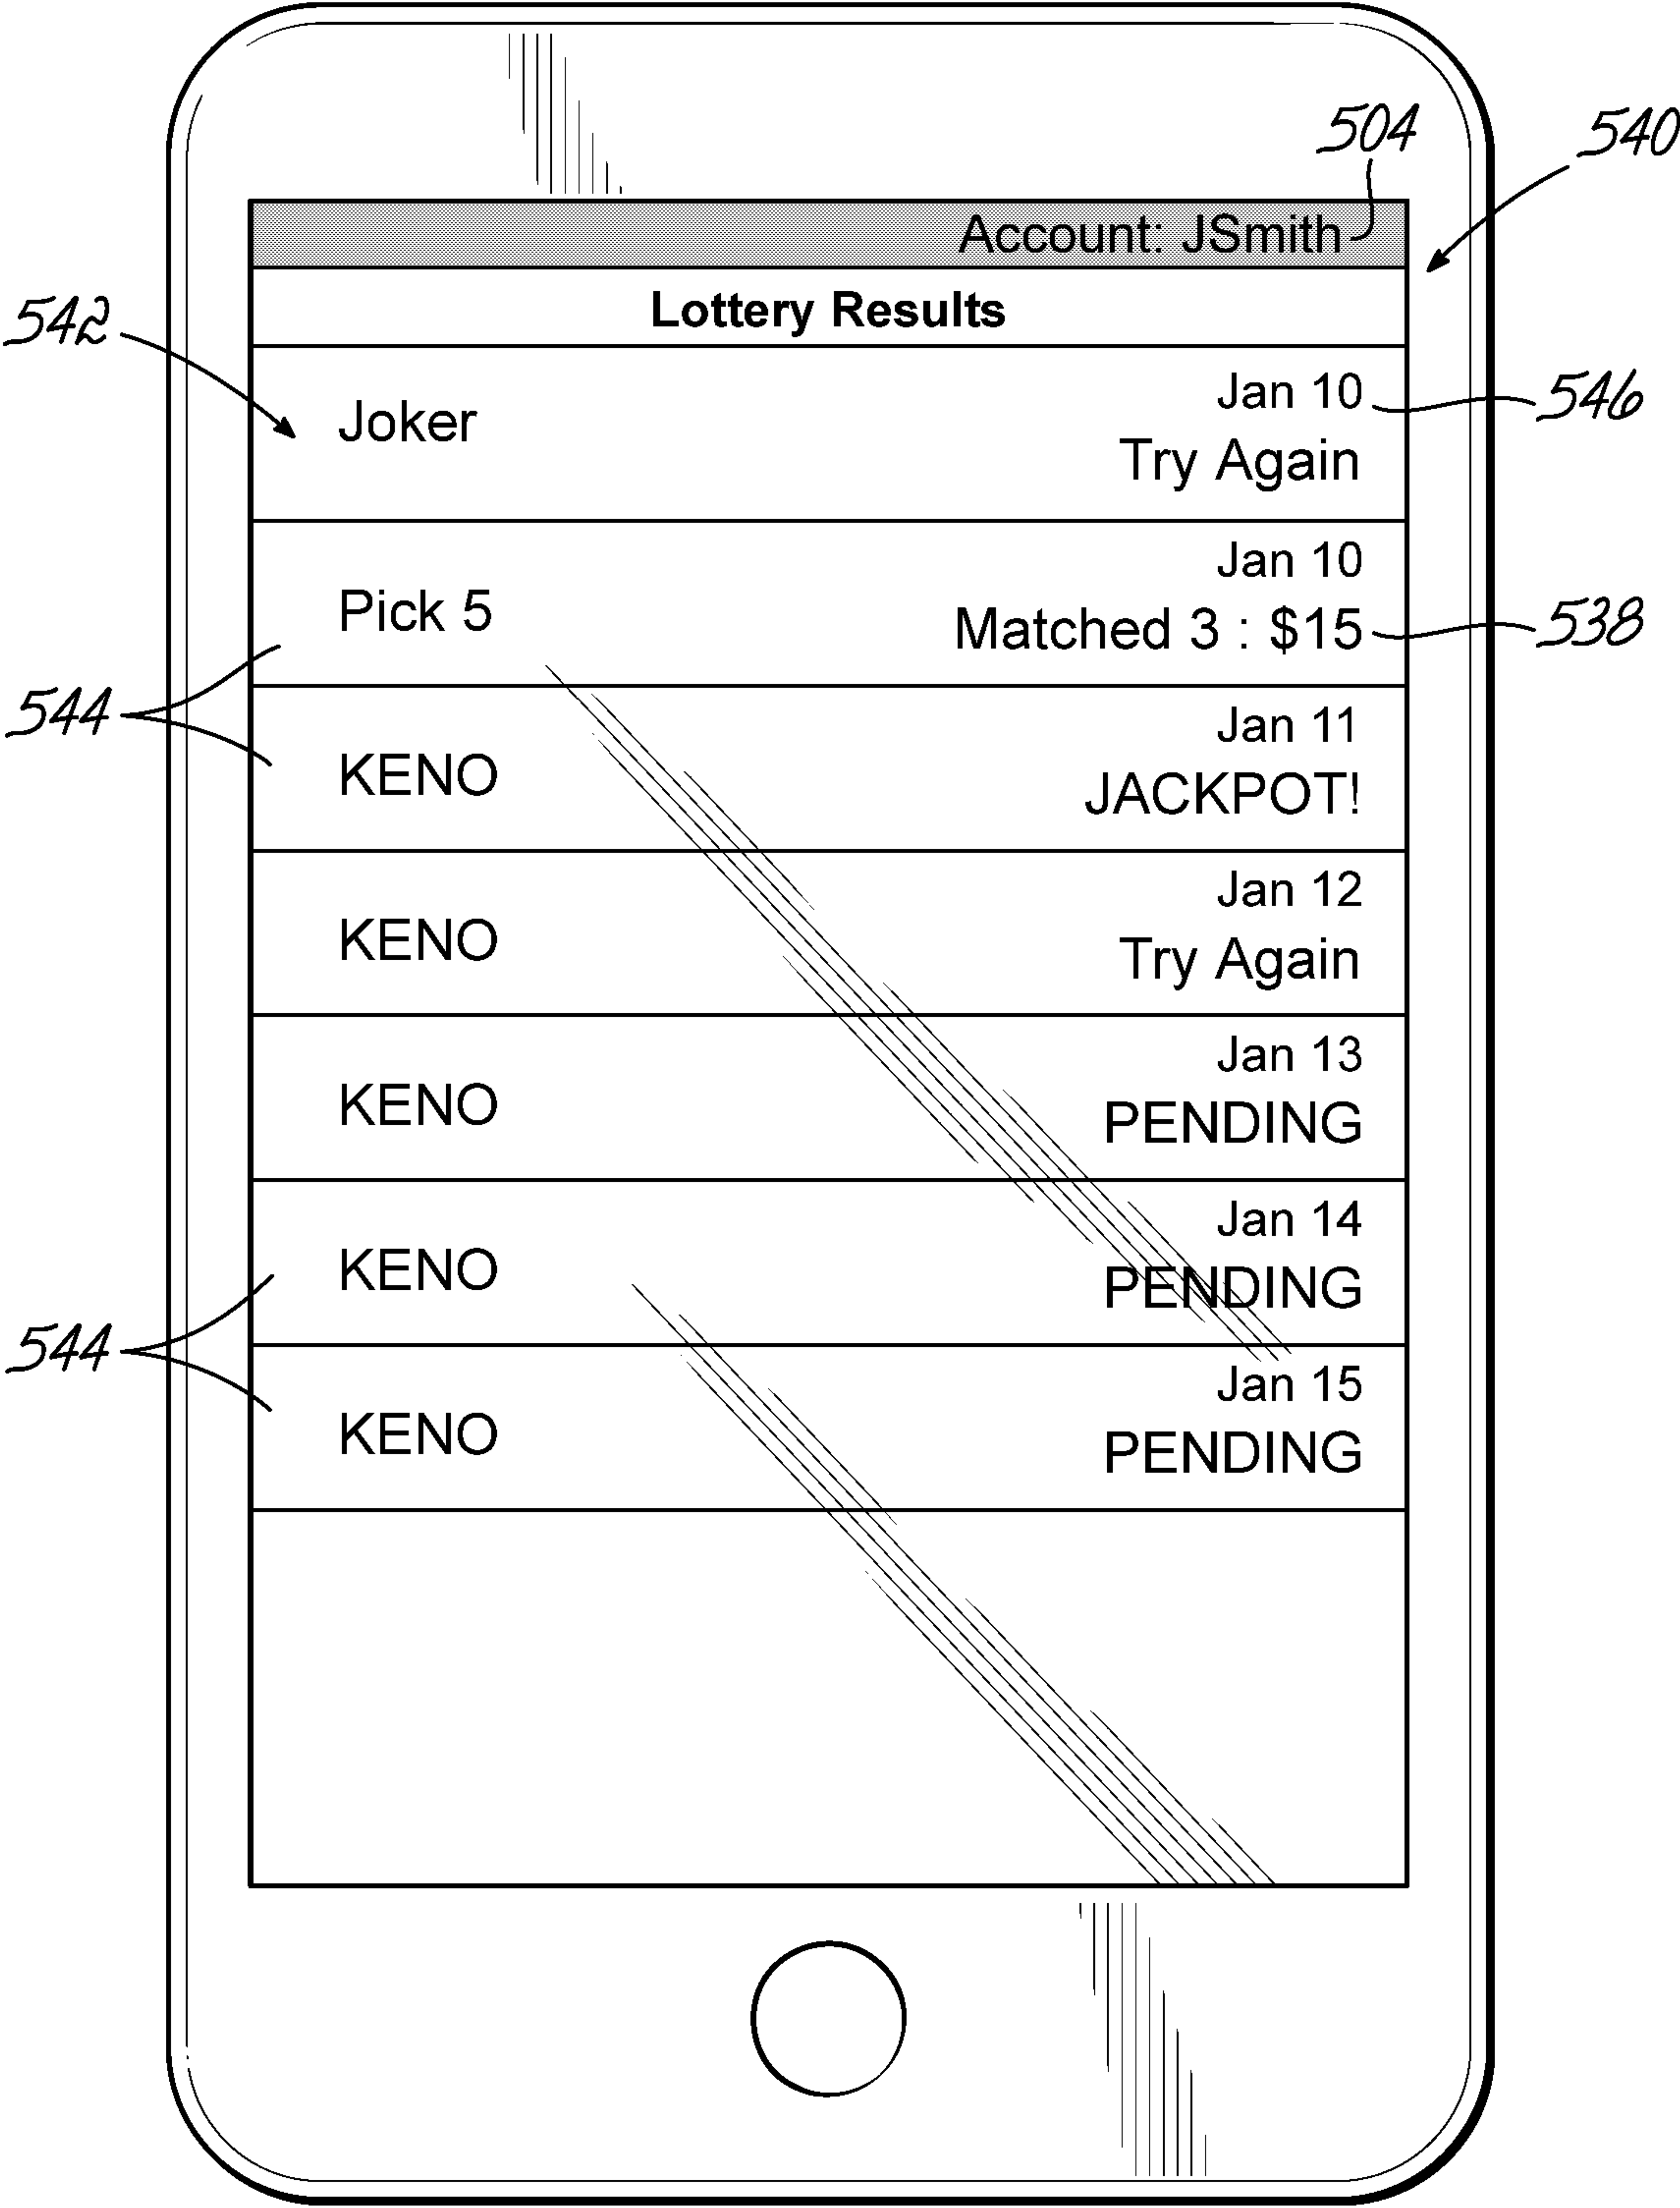 504
540
Account: JSmith
Lottery Results
542
Joker
Jan 10
546
Try Again
Pick 5
Jan 10
Matched 3 : $15
538
544
KENO
Jan 11
JACKPOT!
KENO
Jan 12
Try Again
KENO
Jan 13
PENDING
KENO
Jan 14
PENDING
544
KENO
Jan 15
PENDING